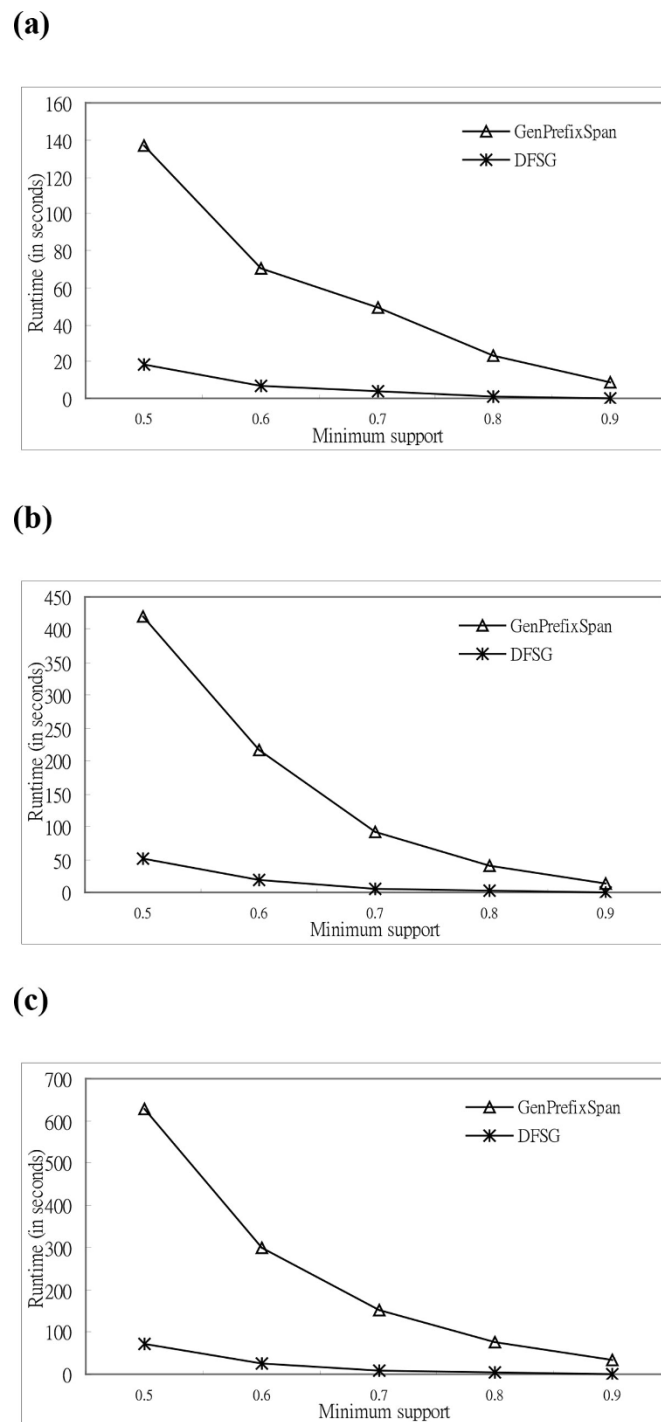 (a)
160
140
120
100
80
60
40
20
0
Runtime (in seconds)
GenPrefixSpan
DFSG
0.5 0.6 0.7 0.8 0.9
Minimum support
(b)
450
400
350
300
250
200
150
100
50
0
Runtime (in seconds)
GenPrefixSpan
DFSG
0.5 0.6 0.7 0.8 0.9
Minimum support
(c)
700
600
500
400
300
200
100
0
Runtime (in seconds)
GenPrefixSpan
DFSG
0.5 0.6 0.7 0.8 0.9
Minimum support